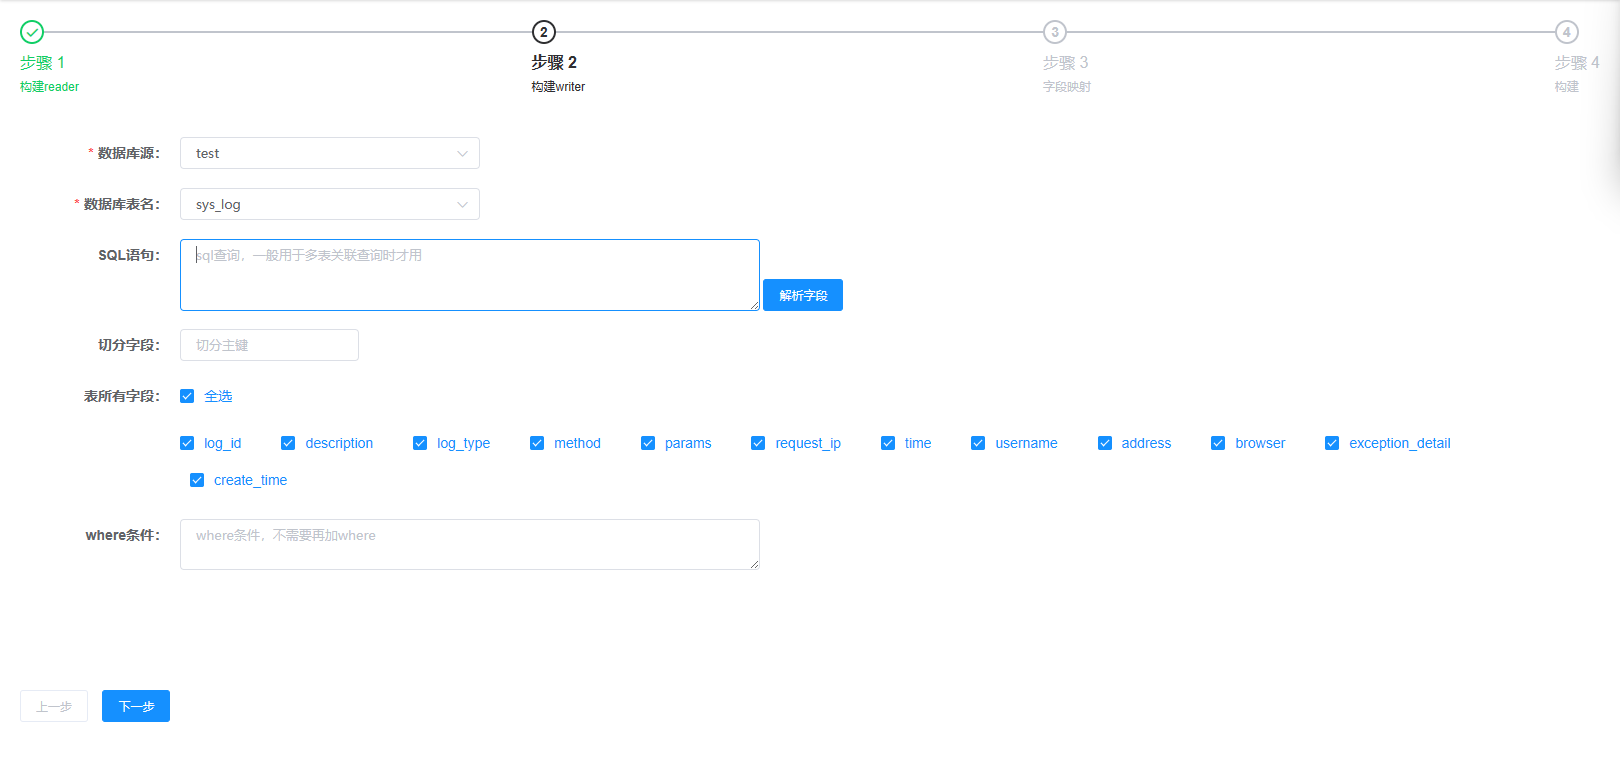 2 3 4
步骤 1 步骤 2 步骤 3 步骤 4
构建reader 构建writer 字段映射 构建
* 数据库源： test
* 数据库表名： sys_log
SQL语句： sql查询，一般用于多表关联查询时才用
解析字段
切分字段： 切分主键
表所有字段： 全选
log_id description log_type method params request_ip time username address browser exception_detail
create_time
where条件： where条件，不需要再加where
上一步 下一步